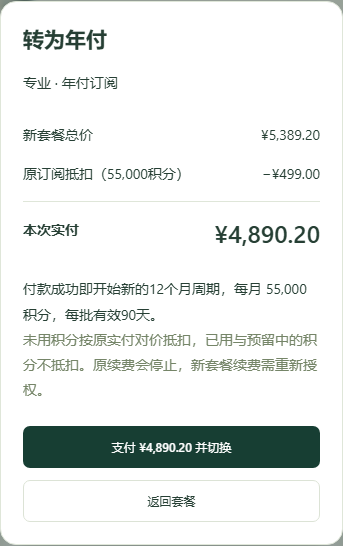 转为年付
专业 · 年付订阅
新套餐总价 ¥5,389.20
原订阅抵扣（55,000积分） −¥499.00
本次实付 ¥4,890.20
付款成功即开始新的12个月周期，每月 55,000
积分，每批有效90天。
未用积分按原实付对价抵扣，已用与预留中的积
分不抵扣。原续费会停止，新套餐续费需重新授
权。
支付 ¥4,890.20 并切换
返回套餐